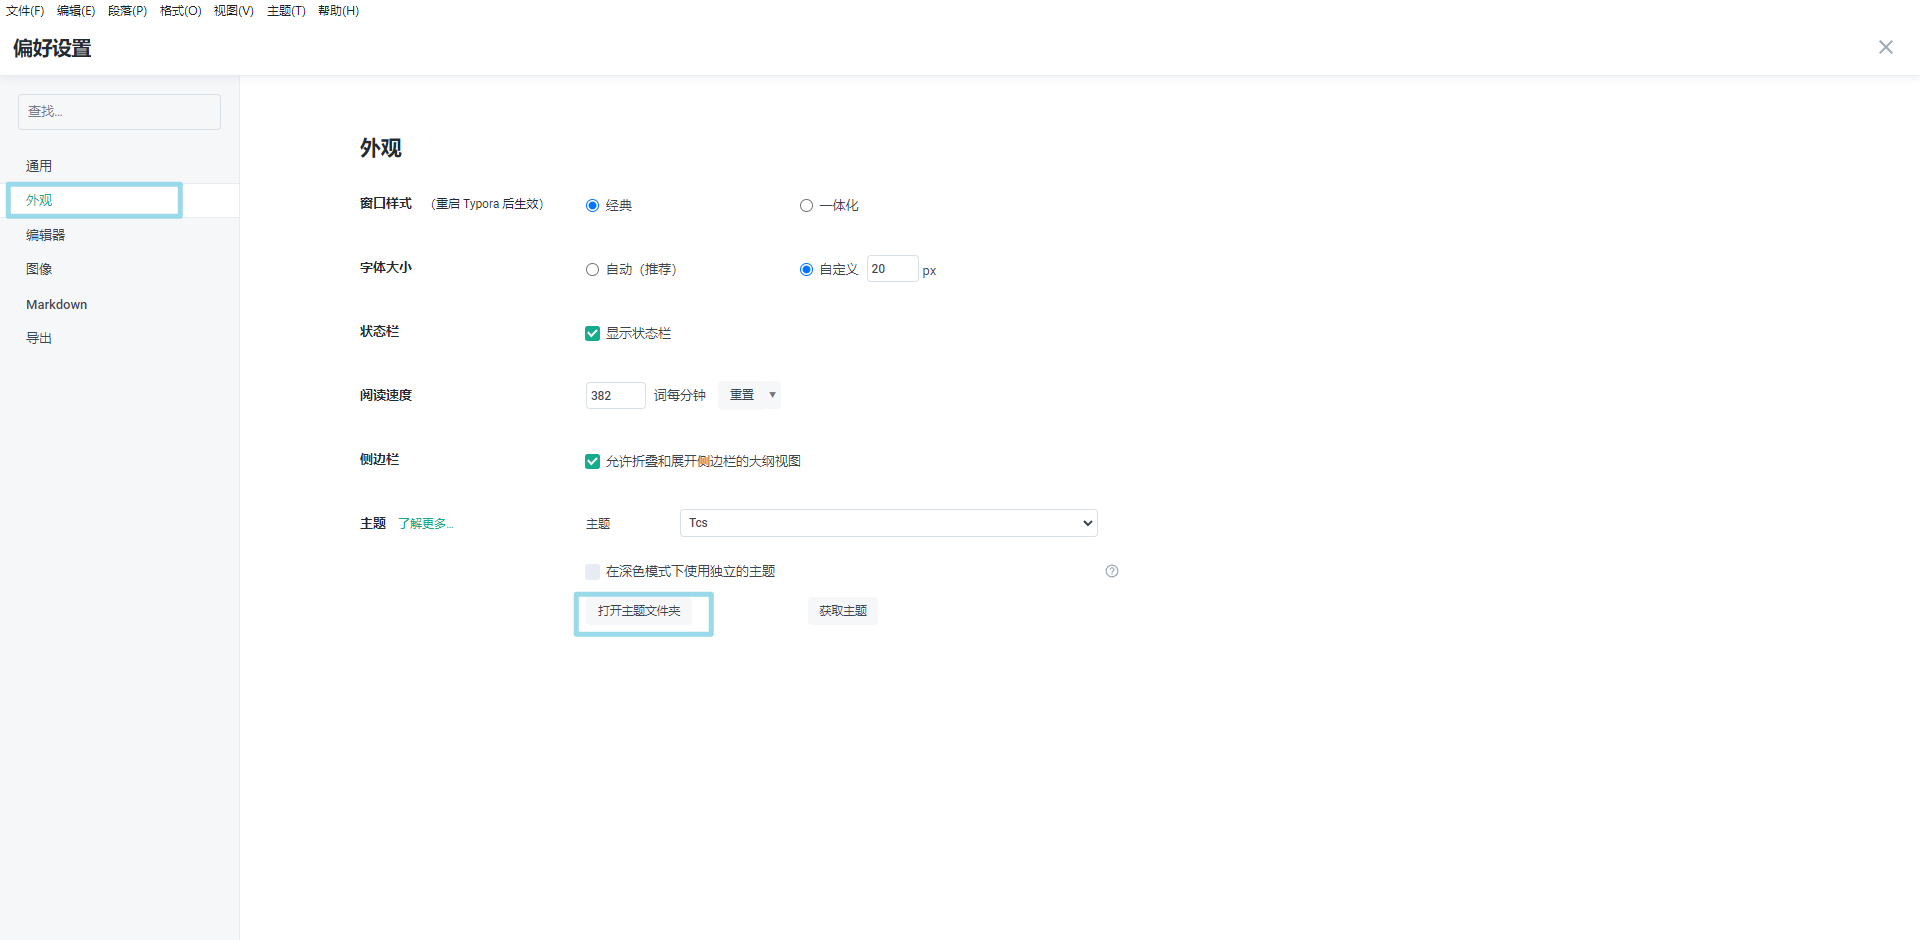 文件(F) 编辑(E) 段落(P) 格式(O) 视图(V) 主题(T) 帮助(H)
偏好设置
查找...
通用
外观
编辑器
图像
Markdown
导出
外观
窗口样式 （重启 Typora 后生效） 经典 一体化
字体大小 自动（推荐） 自定义 20 px
状态栏 显示状态栏
阅读速度 382 词每分钟 重置
侧边栏 允许折叠和展开侧边栏的大纲视图
主题 了解更多... 主题 Tcs
在深色模式下使用独立的主题
打开主题文件夹 获取主题